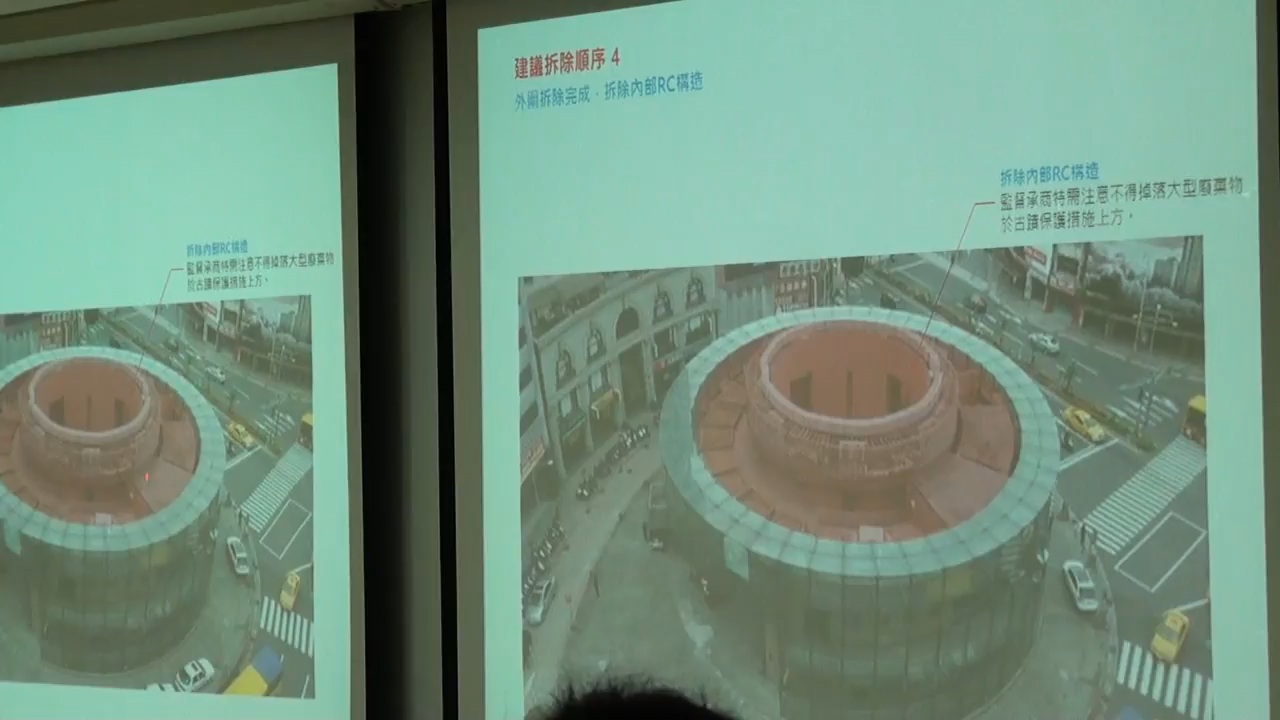 建議拆除順序 4
外圍拆除完成，拆除內部RC構造
拆除內部RC構造
監督承商特需注意不得掉落大型廢棄物
於古蹟保護措施上方。
拆除內部RC構造
監督承商特需注意不得掉落大型廢棄物
於古蹟保護措施上方。